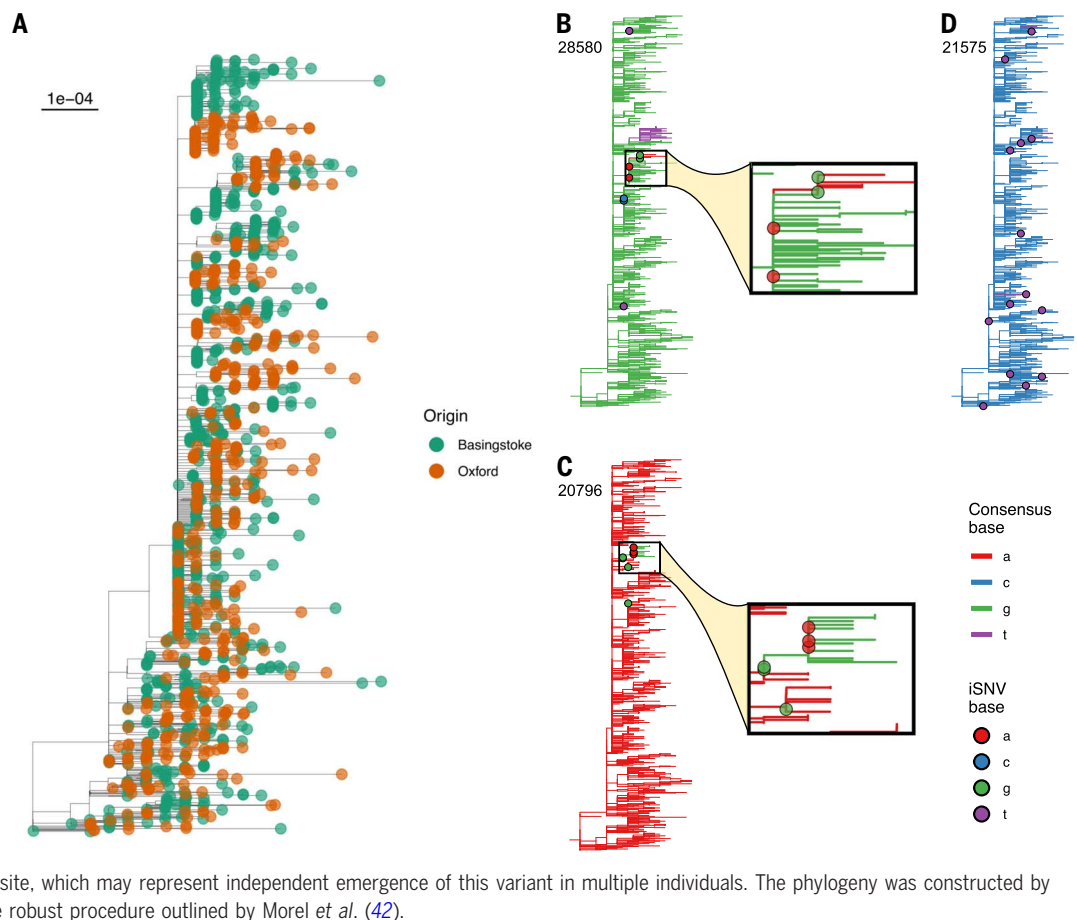 A
1e-04
Origin
Basingstoke
Oxford
B
28580
C
20796
D
21575
Consensus
base
a
c
g
t
iSNV
base
a
c
g
t
site, which may represent independent emergence of this variant in multiple individuals. The phylogeny was constructed by
robust procedure outlined by Morel et al. (42).